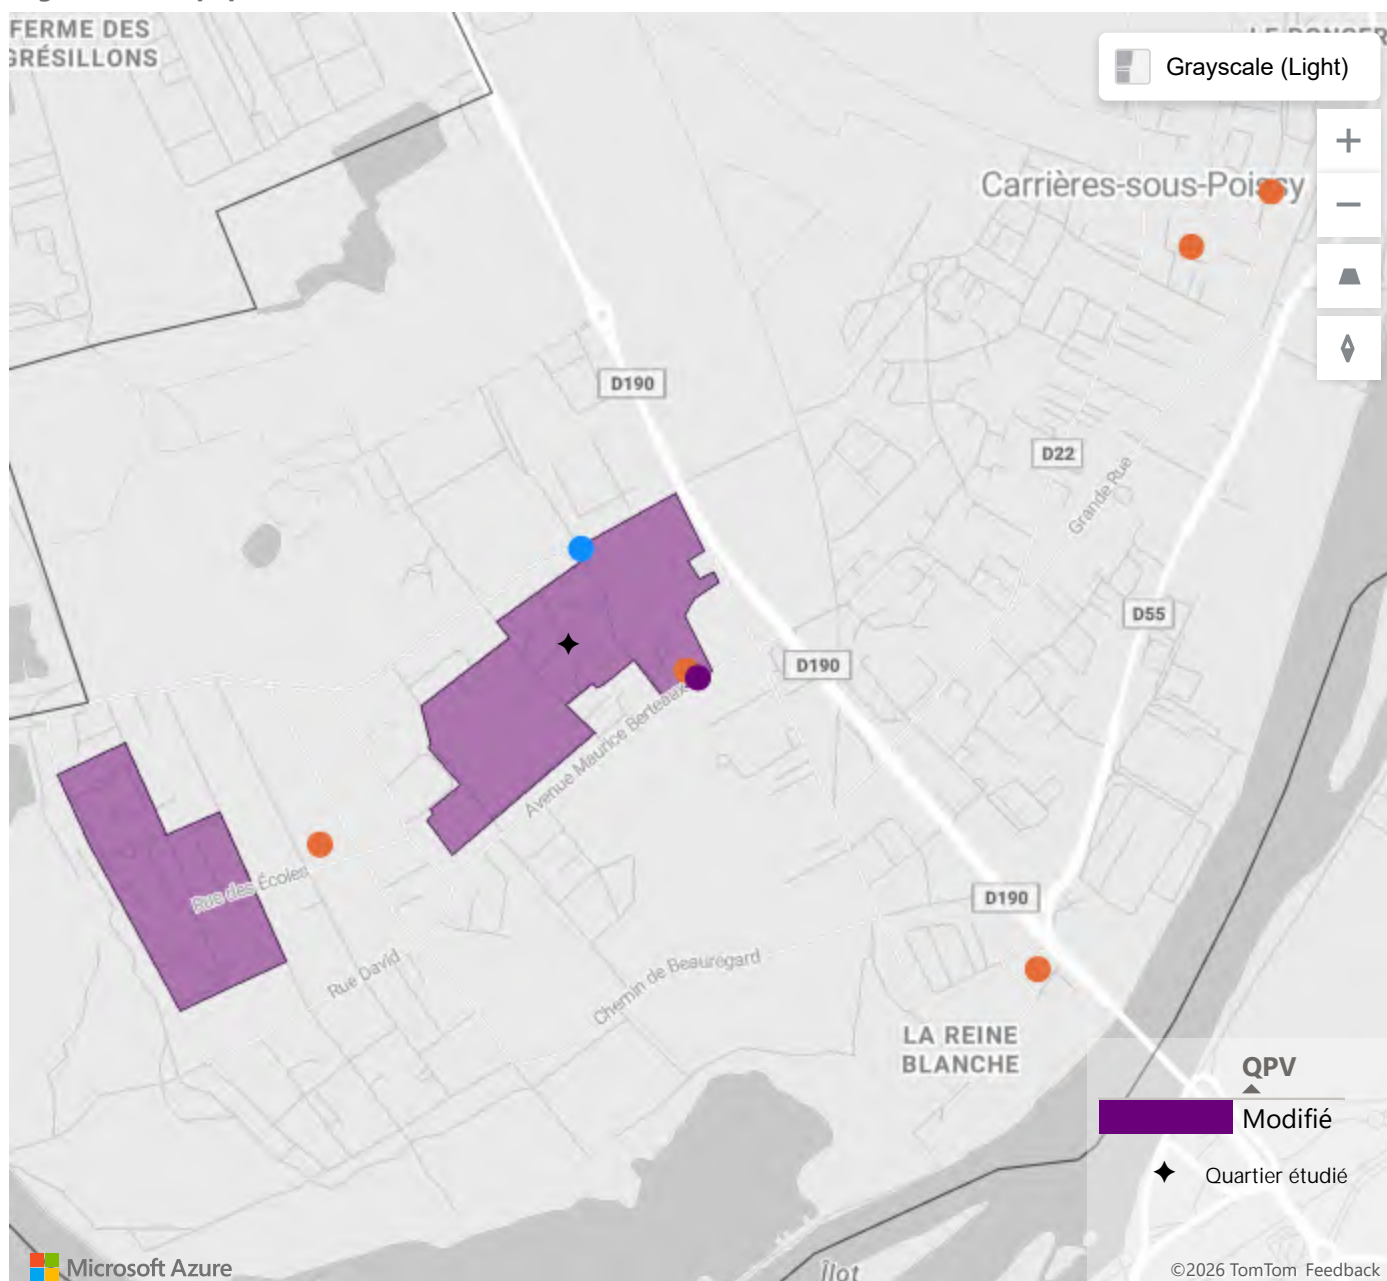 FERME DES
GRÉSILLONS
Grayscale (Light)
Carrières-sous-Poissy
D190
D22
Grande Rue
D55
D190
Avenue Maurice Berteaux
Rue des Écoles
D190
Rue David
Chemin de Beauregard
LA REINE
BLANCHE
QPV
Modifié
Quartier étudié
Îlot
Microsoft Azure
©2026 TomTom Feedback